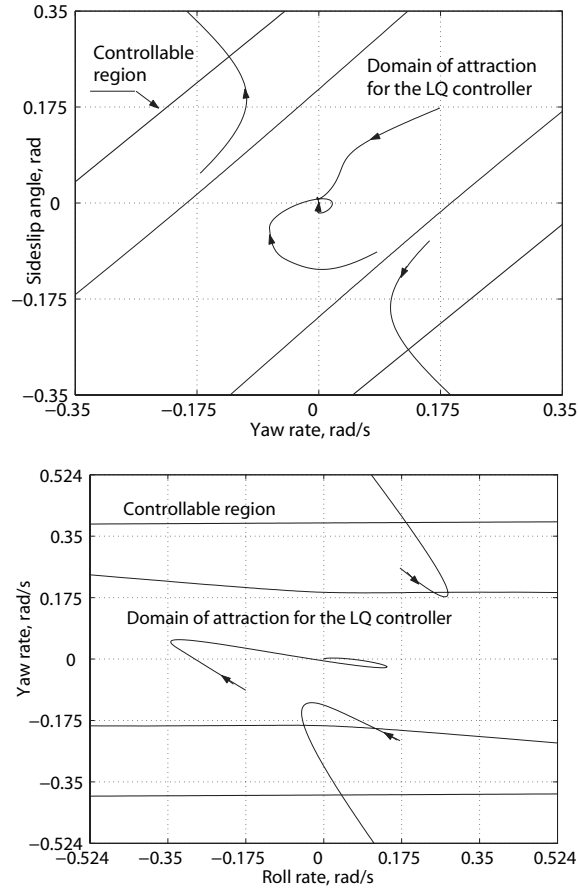 0.35
Controllable
region
Domain of attraction
for the LQ controller
0.175
Sideslip angle, rad
0
−0.175
−0.35
−0.35
−0.175
0
0.175
0.35
Yaw rate, rad/s
0.524
Controllable region
0.35
0.175
Domain of attraction for the LQ controller
Yaw rate, rad/s
0
−0.175
−0.35
−0.524
−0.524
−0.35
−0.175
0
0.175
0.35
0.524
Roll rate, rad/s